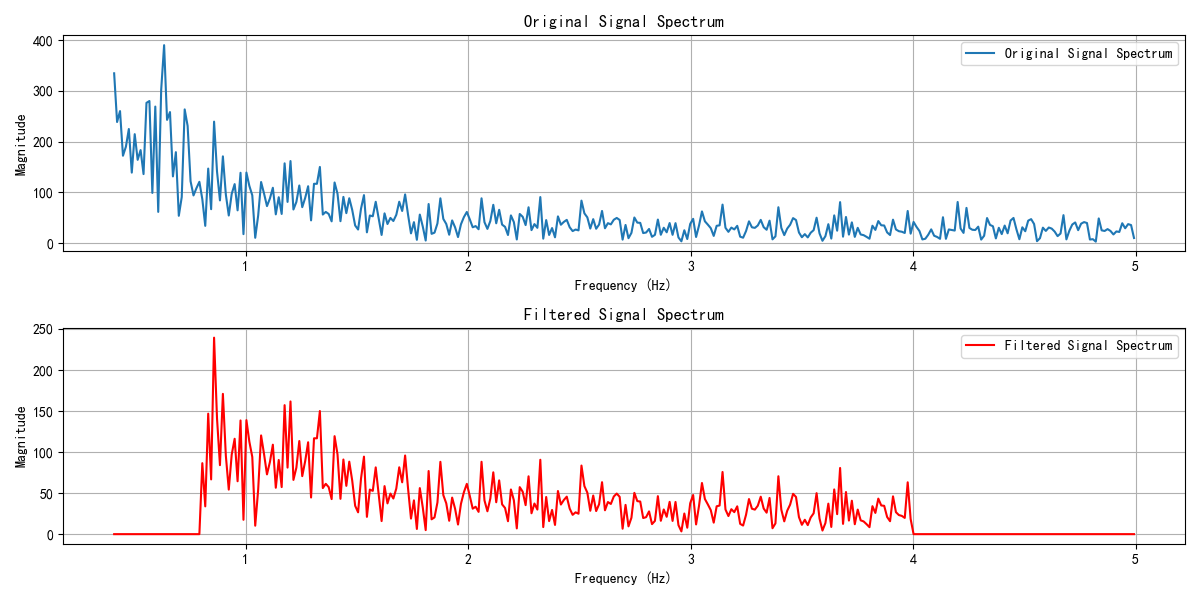 Original Signal Spectrum
400
300
200
100
0
Magnitude
Original Signal Spectrum
1
2
3
4
5
Frequency (Hz)
Filtered Signal Spectrum
250
200
150
100
50
0
Magnitude
Filtered Signal Spectrum
1
2
3
4
5
Frequency (Hz)